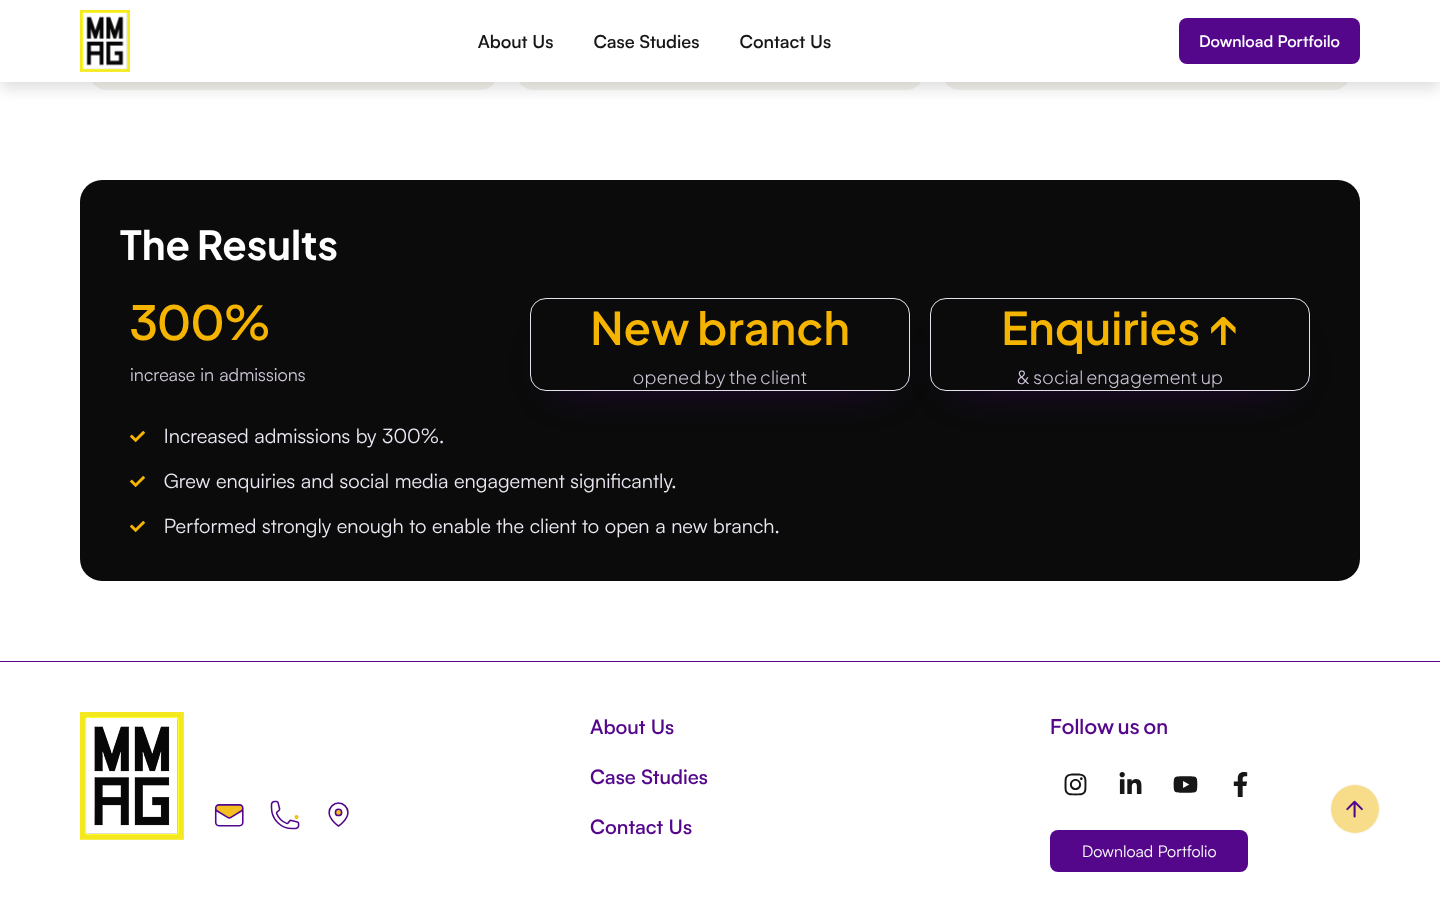 MM
AG
About Us
Case Studies
Contact Us
Download Portfoilo
The Results
300%
increase in admissions
New branch
opened by the client
Enquiries ↑
& social engagement up
Increased admissions by 300%.
Grew enquiries and social media engagement significantly.
Performed strongly enough to enable the client to open a new branch.
MM
AG
About Us
Case Studies
Contact Us
Follow us on
Download Portfolio